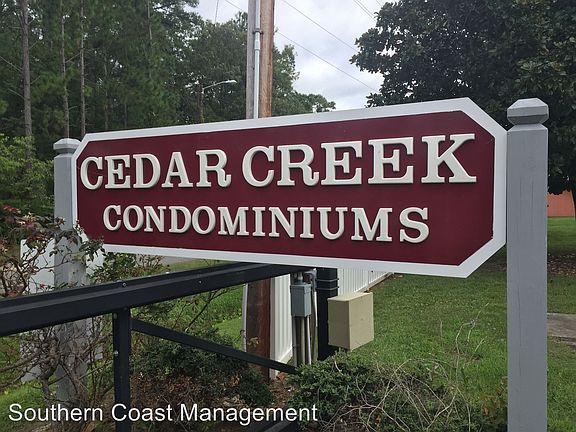 CEDAR CREEK
CONDOMINIUMS
Southern Coast Management